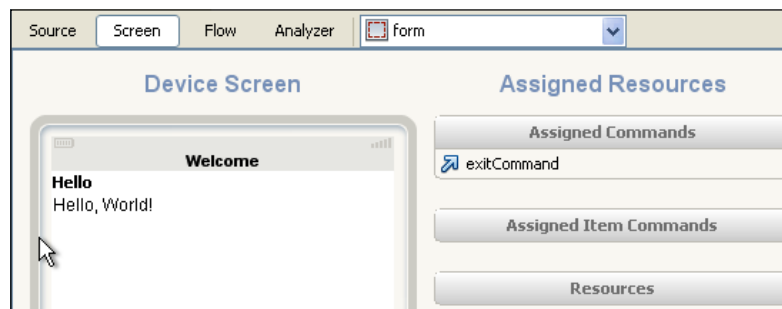 Source Screen Flow Analyzer form
Device Screen
Welcome
Hello
Hello, World!
Assigned Resources
Assigned Commands
exitCommand
Assigned Item Commands
Resources